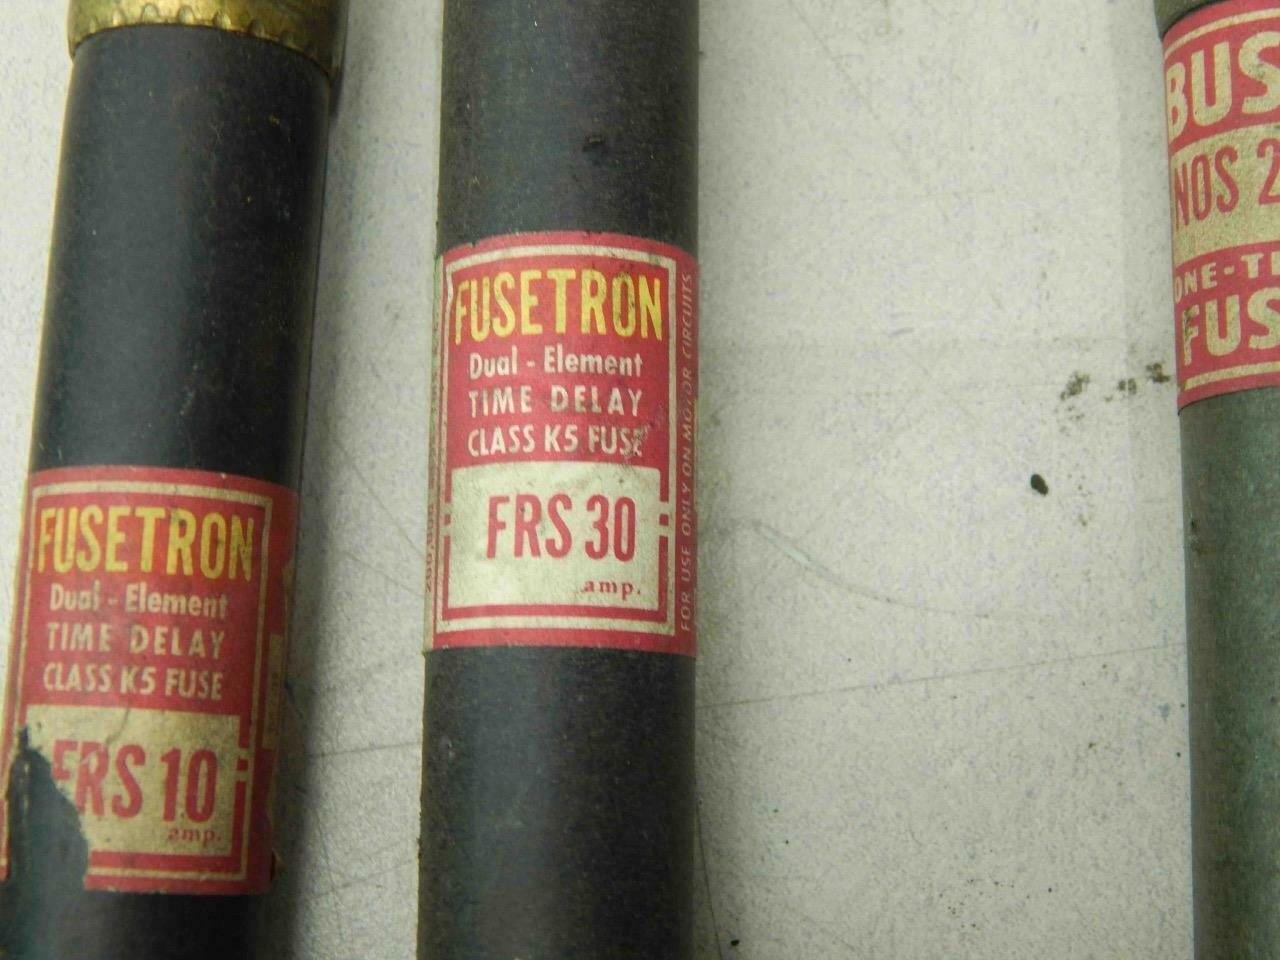 FUSETRON
Dual - Element
TIME DELAY
CLASS K5 FUSE
FRS 10
amp.
FUSETRON
Dual - Element
TIME DELAY
CLASS K5 FUSE
FRS 30
amp.
FOR USE ONLY ON MOTOR CIRCUITS
BUS
NOS 2
ONE-TI
FUS